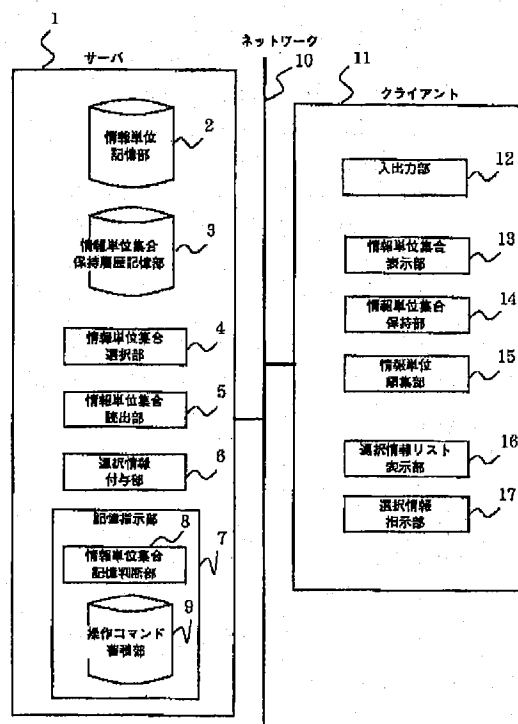 1
サーバ
2
情報単位
記憶部
3
情報単位集合
保持履歴記憶部
4
情報単位集合
選択部
5
情報単位集合
読出部
6
選択情報
付与部
7
記憶指示部
8
情報単位集合
記憶判断部
9
操作コマンド
蓄積部
ネットワーク
10
11
クライアント
12
入出力部
13
情報単位集合
表示部
14
情報単位集合
保持部
15
情報単位
編集部
16
選択情報リスト
表示部
17
選択情報
指示部